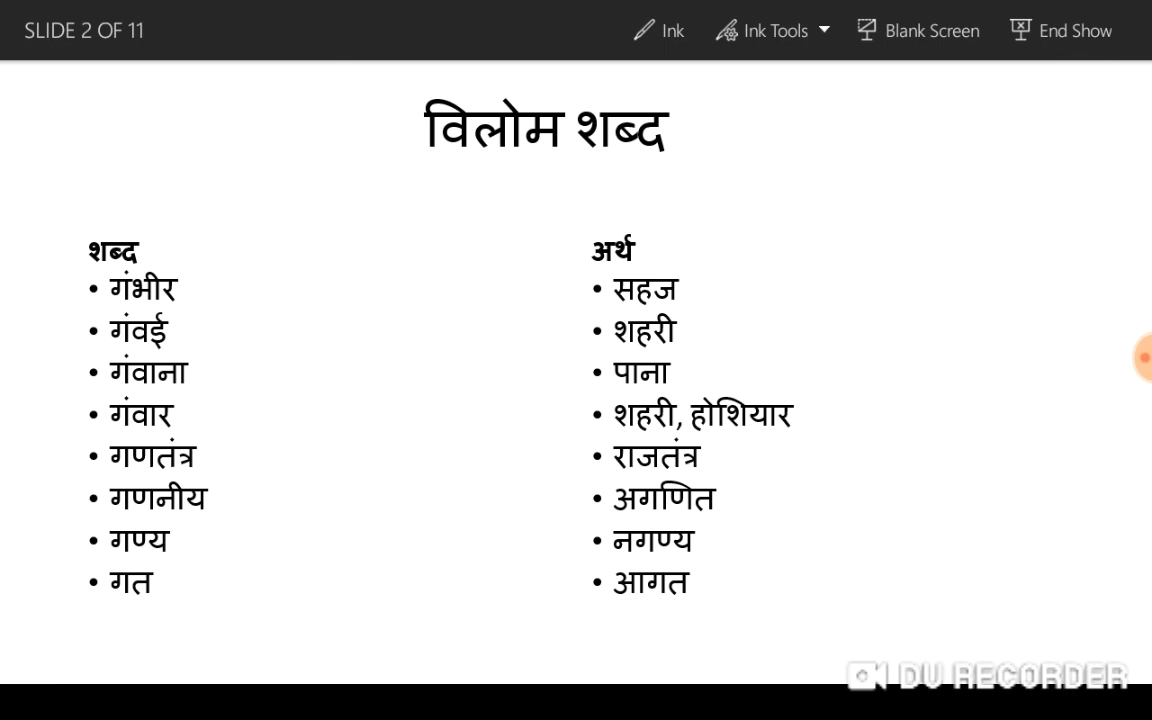 SLIDE 2 OF 11
Ink
Ink Tools
Blank Screen
End Show
विलोम शब्द
शब्द
• गंभीर
• गंवई
• गंवाना
• गंवार
• गणतंत्र
• गणनीय
• गण्य
• गत
अर्थ
• सहज
• शहरी
• पाना
• शहरी, होशियार
• राजतंत्र
• अगणित
• नगण्य
• आगत
DU RECORDER